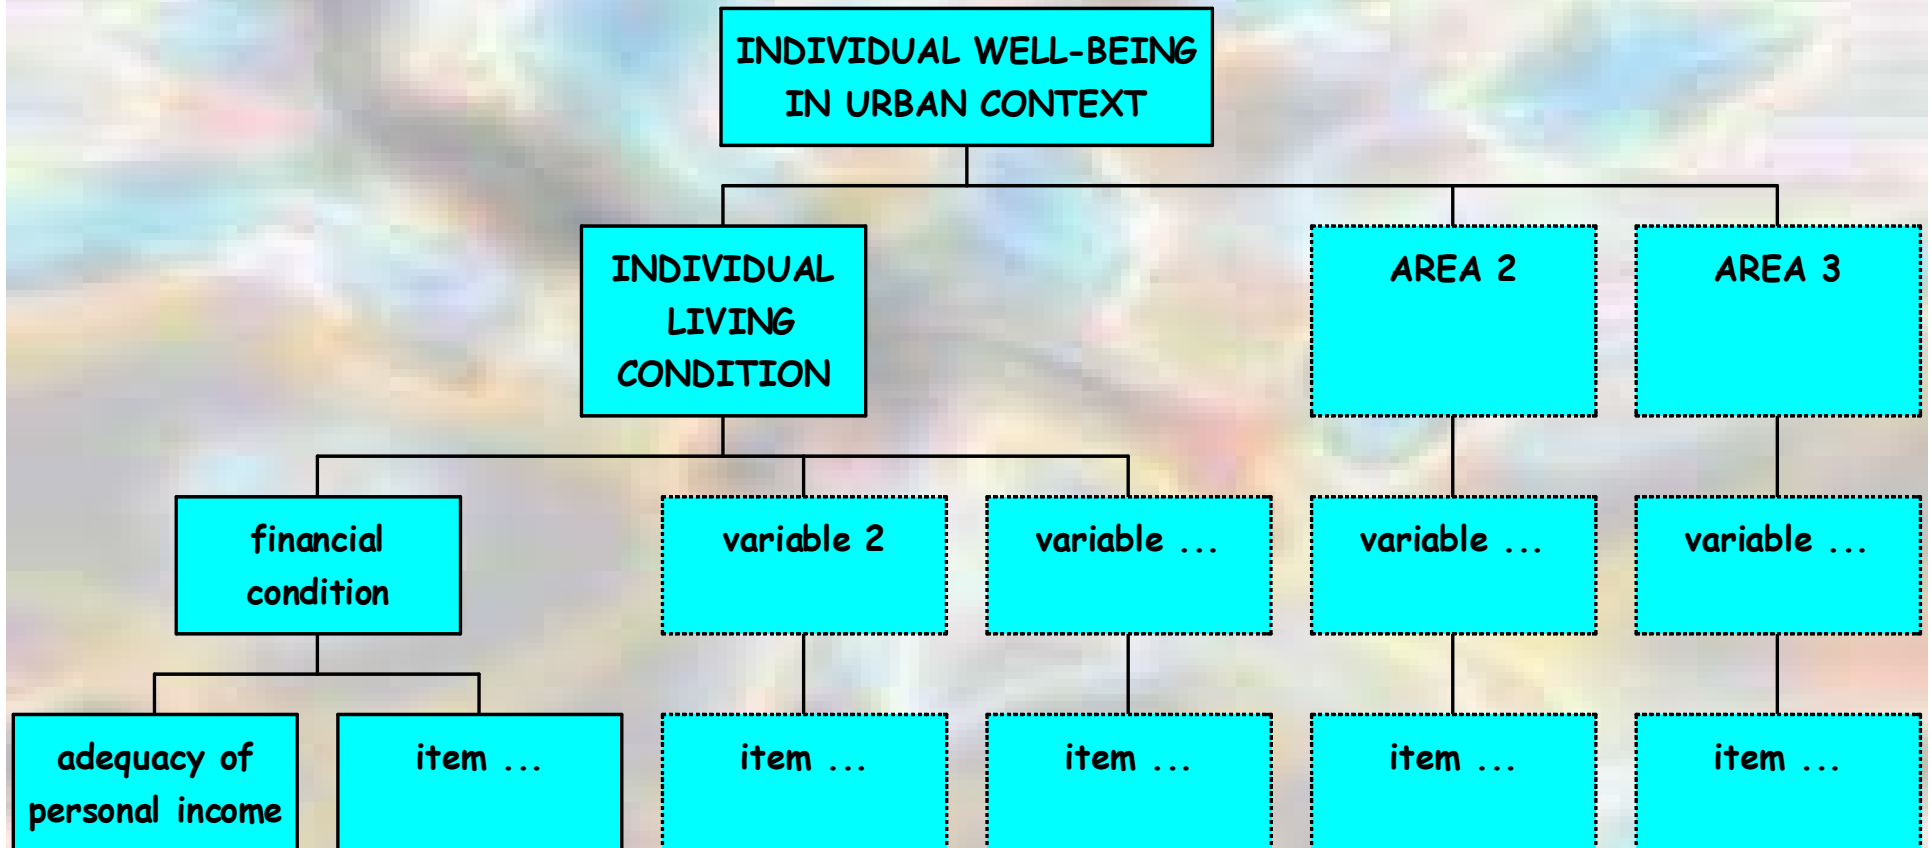 INDIVIDUAL WELL-BEING
IN URBAN CONTEXT
INDIVIDUAL
LIVING
CONDITION
AREA 2
AREA 3
financial
condition
variable 2
variable ...
variable ...
variable ...
adequacy of
personal income
item ...
item ...
item ...
item ...
item ...